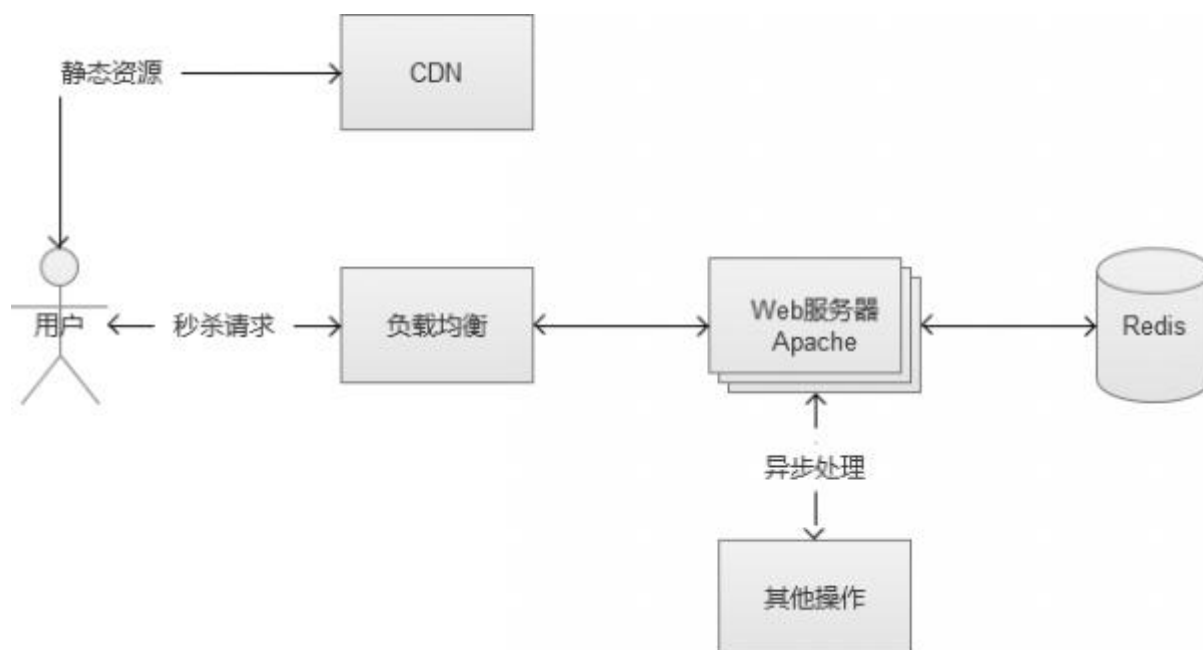 静态资源
CDN
用户
秒杀请求
负载均衡
Web服务器
Apache
Redis
异步处理
其他操作